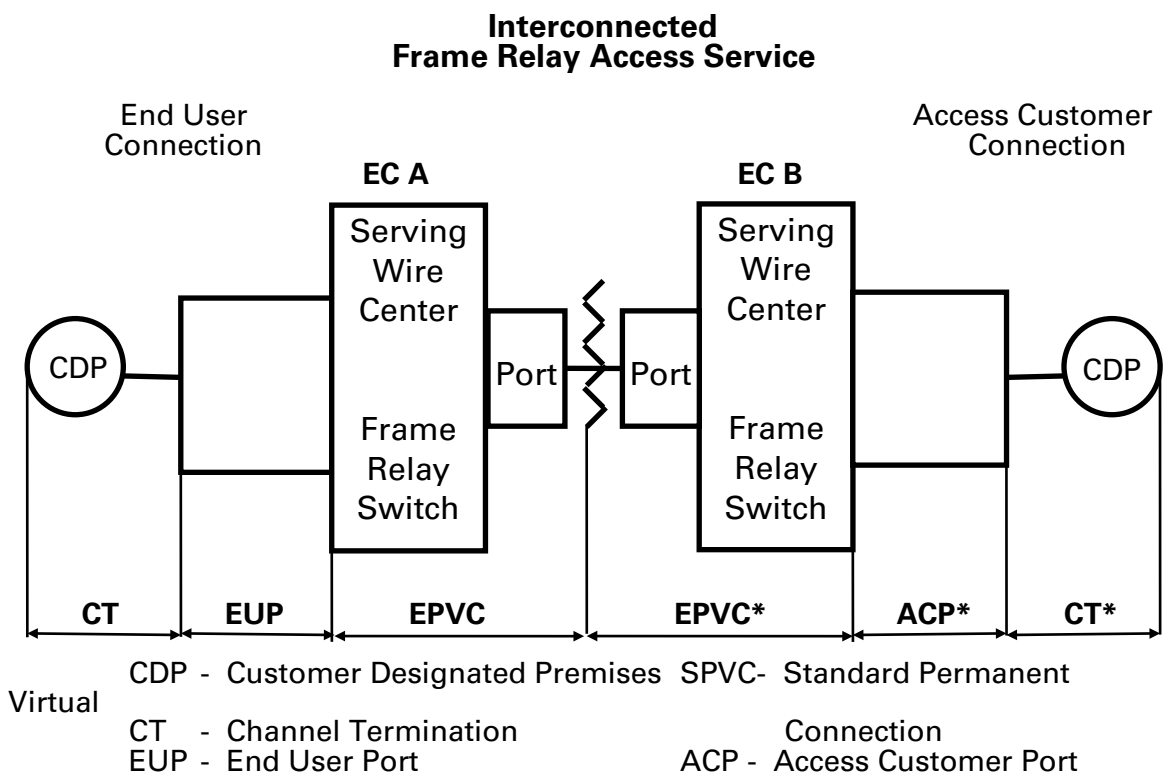 Interconnected
Frame Relay Access Service
End User
Connection
Access Customer
Connection
EC A
EC B
Serving
Wire
Center
Frame
Relay
Switch
Serving
Wire
Center
Frame
Relay
Switch
CDP
Port
Port
CDP
CT EUP EPVC EPVC* ACP* CT*
CDP - Customer Designated Premises SPVC- Standard Permanent
Virtual
CT - Channel Termination Connection
EUP - End User Port ACP - Access Customer Port